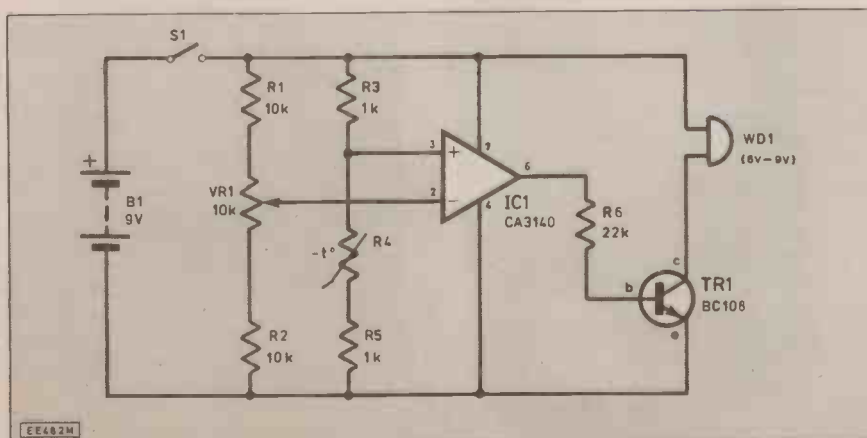 S1
R1
10k
R3
1k
+
B1
9V
VR1
10k
3
+
2
−
7
6
4
IC1
CA3140
-t°
R4
R6
22k
WD1
(6V-9V)
c
b
TR1
BC108
e
R2
10k
R5
1k
EE482M